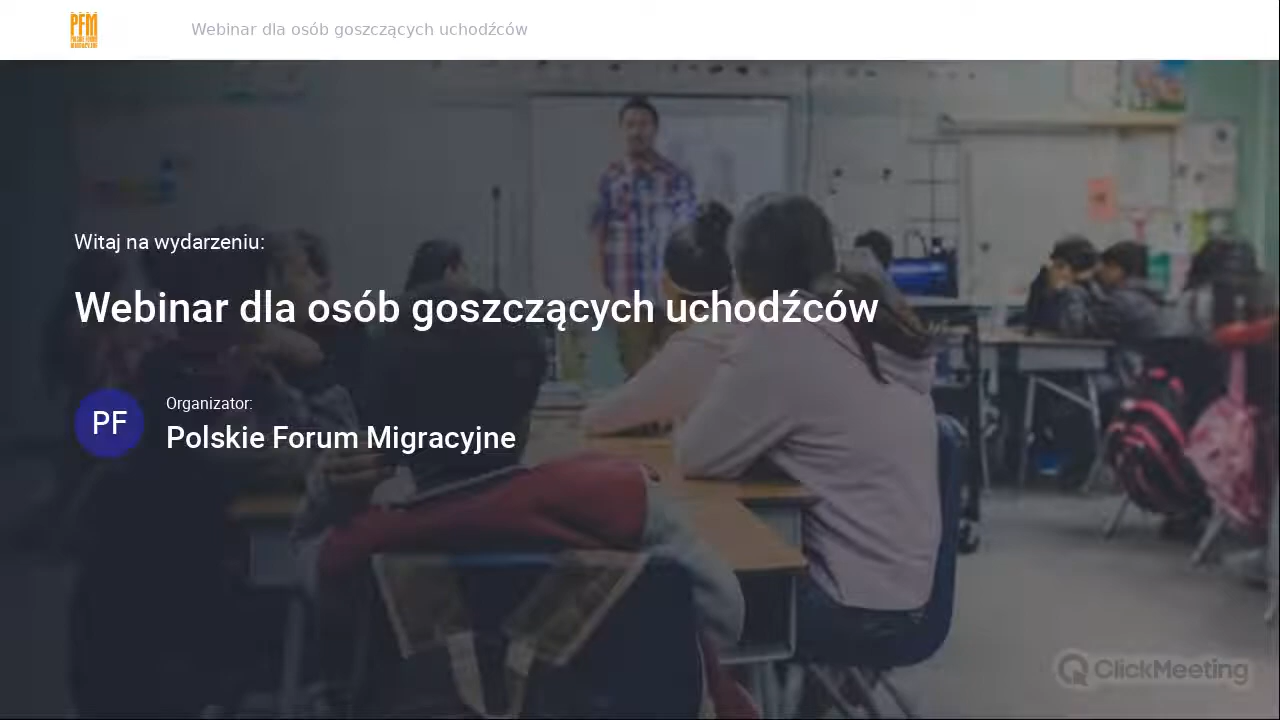 PFM
Webinar dla osób goszczących uchodźców
Witaj na wydarzeniu:
Webinar dla osób goszczących uchodźców
PF
Organizator:
Polskie Forum Migracyjne
ClickMeeting